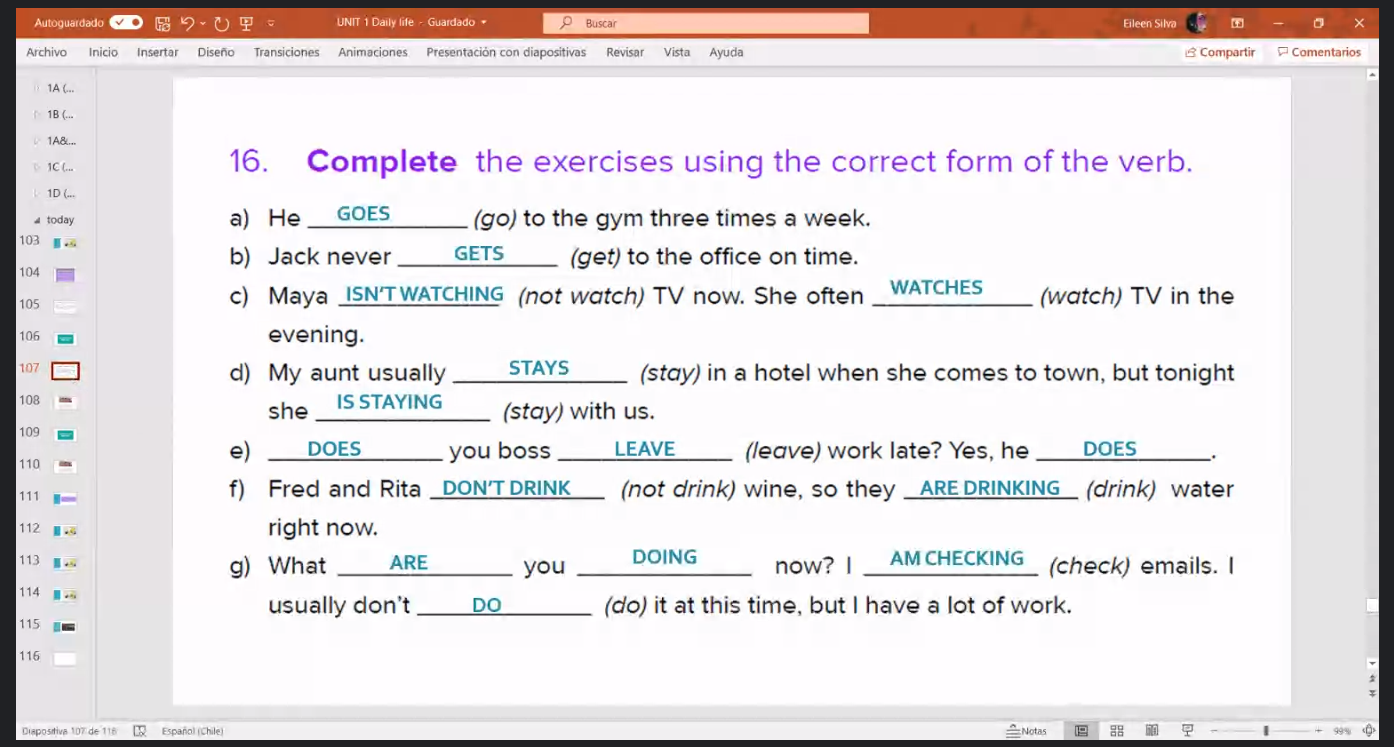 Autoguardado UNIT 1 Daily life - Guardado Buscar Eileen Silva
Archivo Inicio Insertar Diseño Transiciones Animaciones Presentación con diapositivas Revisar Vista Ayuda Compartir Comentarios
1A (...
1B (...
1A&...
1C (...
1D (...
today
103
104
105
106
107
108
109
110
111
112
113
114
115
116
16. Complete the exercises using the correct form of the verb.
a) He GOES (go) to the gym three times a week.
b) Jack never GETS (get) to the office on time.
c) Maya ISN'T WATCHING (not watch) TV now. She often WATCHES (watch) TV in the
evening.
d) My aunt usually STAYS (stay) in a hotel when she comes to town, but tonight
she IS STAYING (stay) with us.
e) DOES you boss LEAVE (leave) work late? Yes, he DOES.
f) Fred and Rita DON'T DRINK (not drink) wine, so they ARE DRINKING (drink) water
right now.
g) What ARE you DOING now? I AM CHECKING (check) emails. I
usually don't DO (do) it at this time, but I have a lot of work.
Diapositiva 107 de 116 Español (Chile) Notas 99%